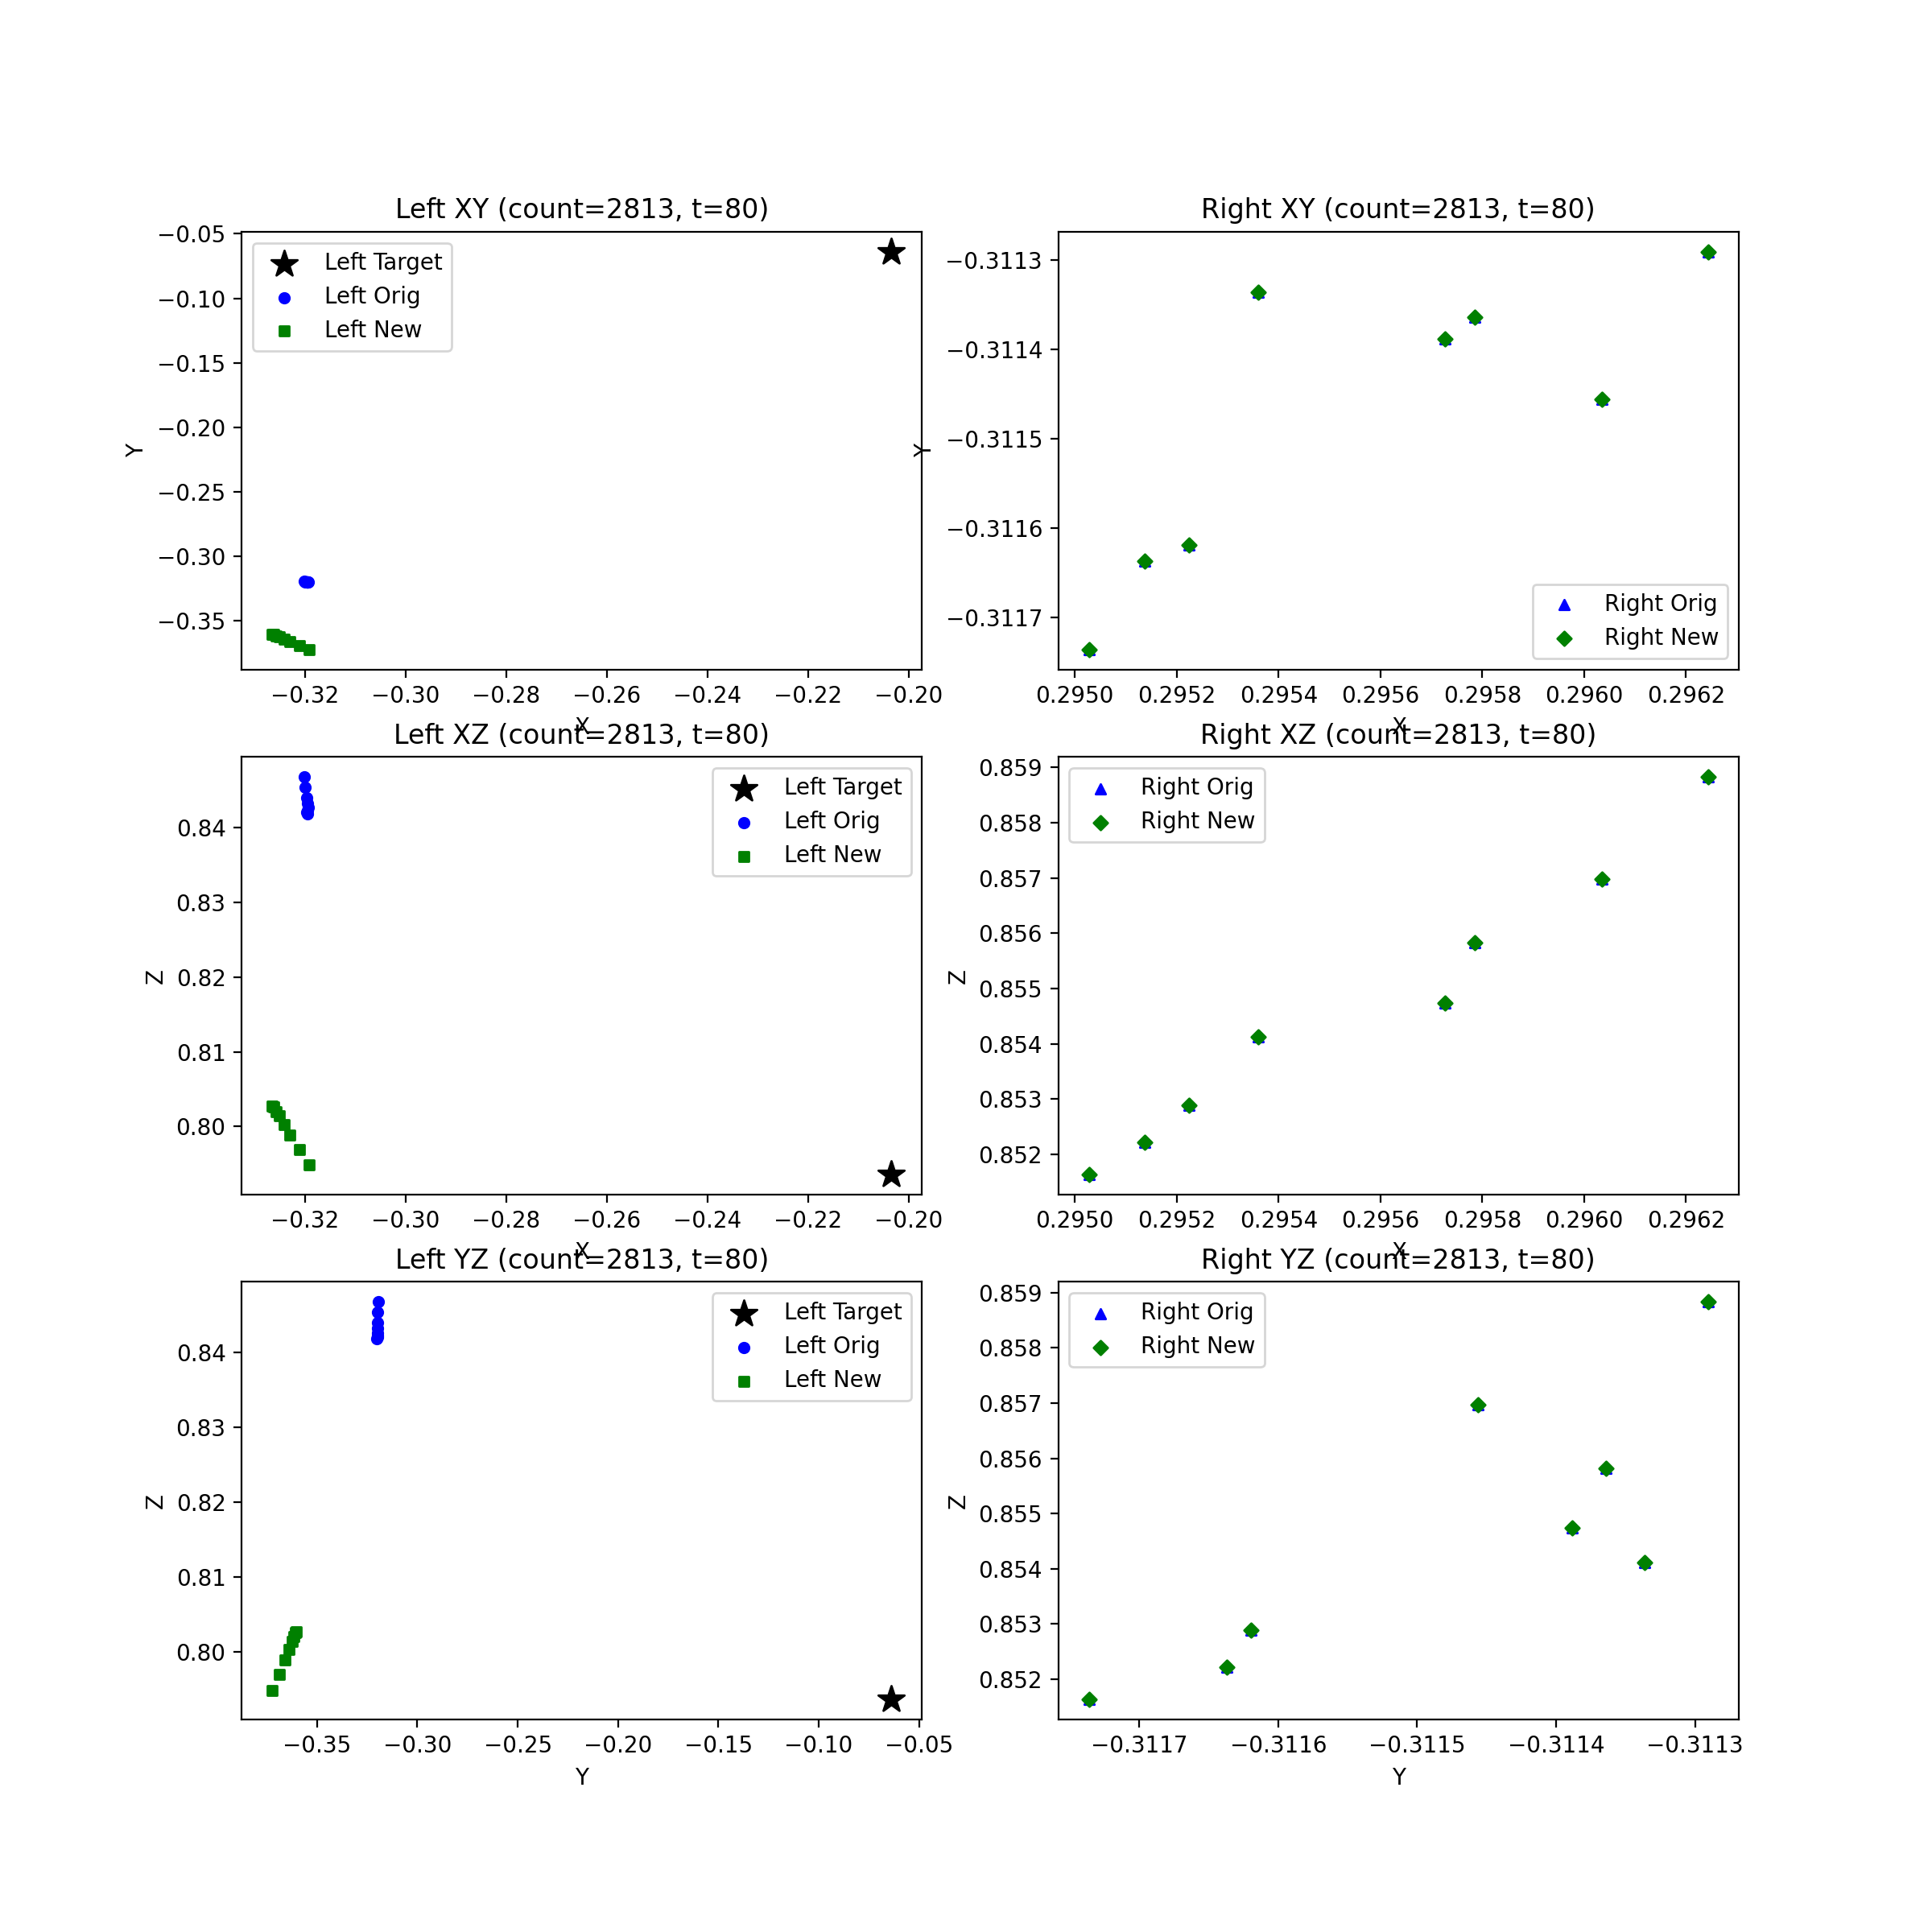 Left XY (count=2813, t=80)
−0.05
−0.10
−0.15
−0.20
−0.25
−0.30
−0.35
Y
Left Target
Left Orig
Left New
−0.32 −0.30 −0.28 −0.26 −0.24 −0.22 −0.20
X
Right XY (count=2813, t=80)
−0.3113
−0.3114
−0.3115
−0.3116
−0.3117
Y
Right Orig
Right New
0.2950 0.2952 0.2954 0.2956 0.2958 0.2960 0.2962
X
Left XZ (count=2813, t=80)
0.84
0.83
0.82
0.81
0.80
Z
Left Target
Left Orig
Left New
−0.32 −0.30 −0.28 −0.26 −0.24 −0.22 −0.20
X
Right XZ (count=2813, t=80)
0.859
0.858
0.857
0.856
0.855
0.854
0.853
0.852
Z
Right Orig
Right New
0.2950 0.2952 0.2954 0.2956 0.2958 0.2960 0.2962
X
Left YZ (count=2813, t=80)
0.84
0.83
0.82
0.81
0.80
Z
Left Target
Left Orig
Left New
−0.35 −0.30 −0.25 −0.20 −0.15 −0.10 −0.05
Y
Right YZ (count=2813, t=80)
0.859
0.858
0.857
0.856
0.855
0.854
0.853
0.852
Z
Right Orig
Right New
−0.3117 −0.3116 −0.3115 −0.3114 −0.3113
Y